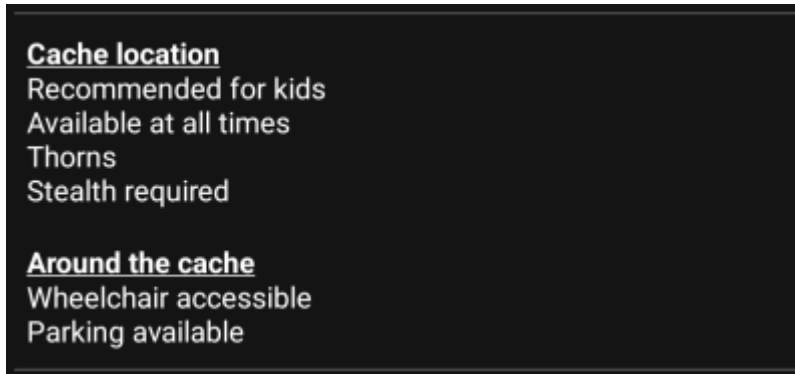 Cache location
Recommended for kids
Available at all times
Thorns
Stealth required
Around the cache
Wheelchair accessible
Parking available